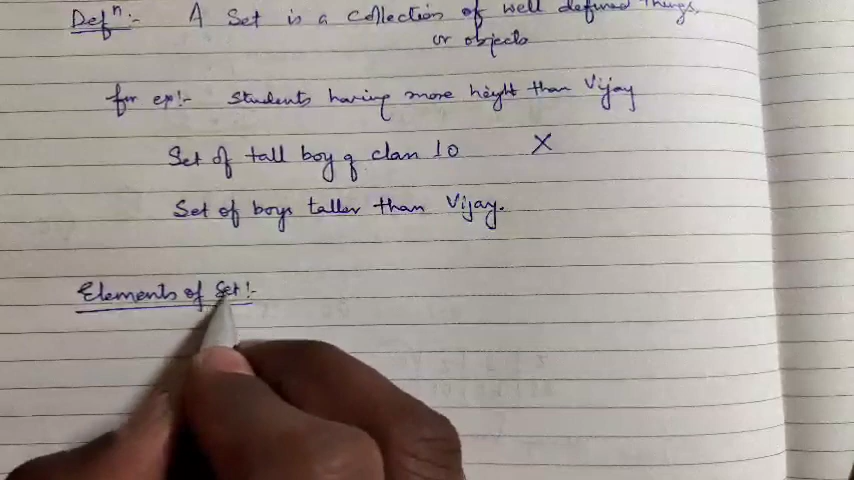 Defn:- A Set is a collection of well defined things,
or objects
for ex:- Students having more height than Vijay
Set of tall boy of class 10 X
Set of boys taller than Vijay.
Elements of Set:-